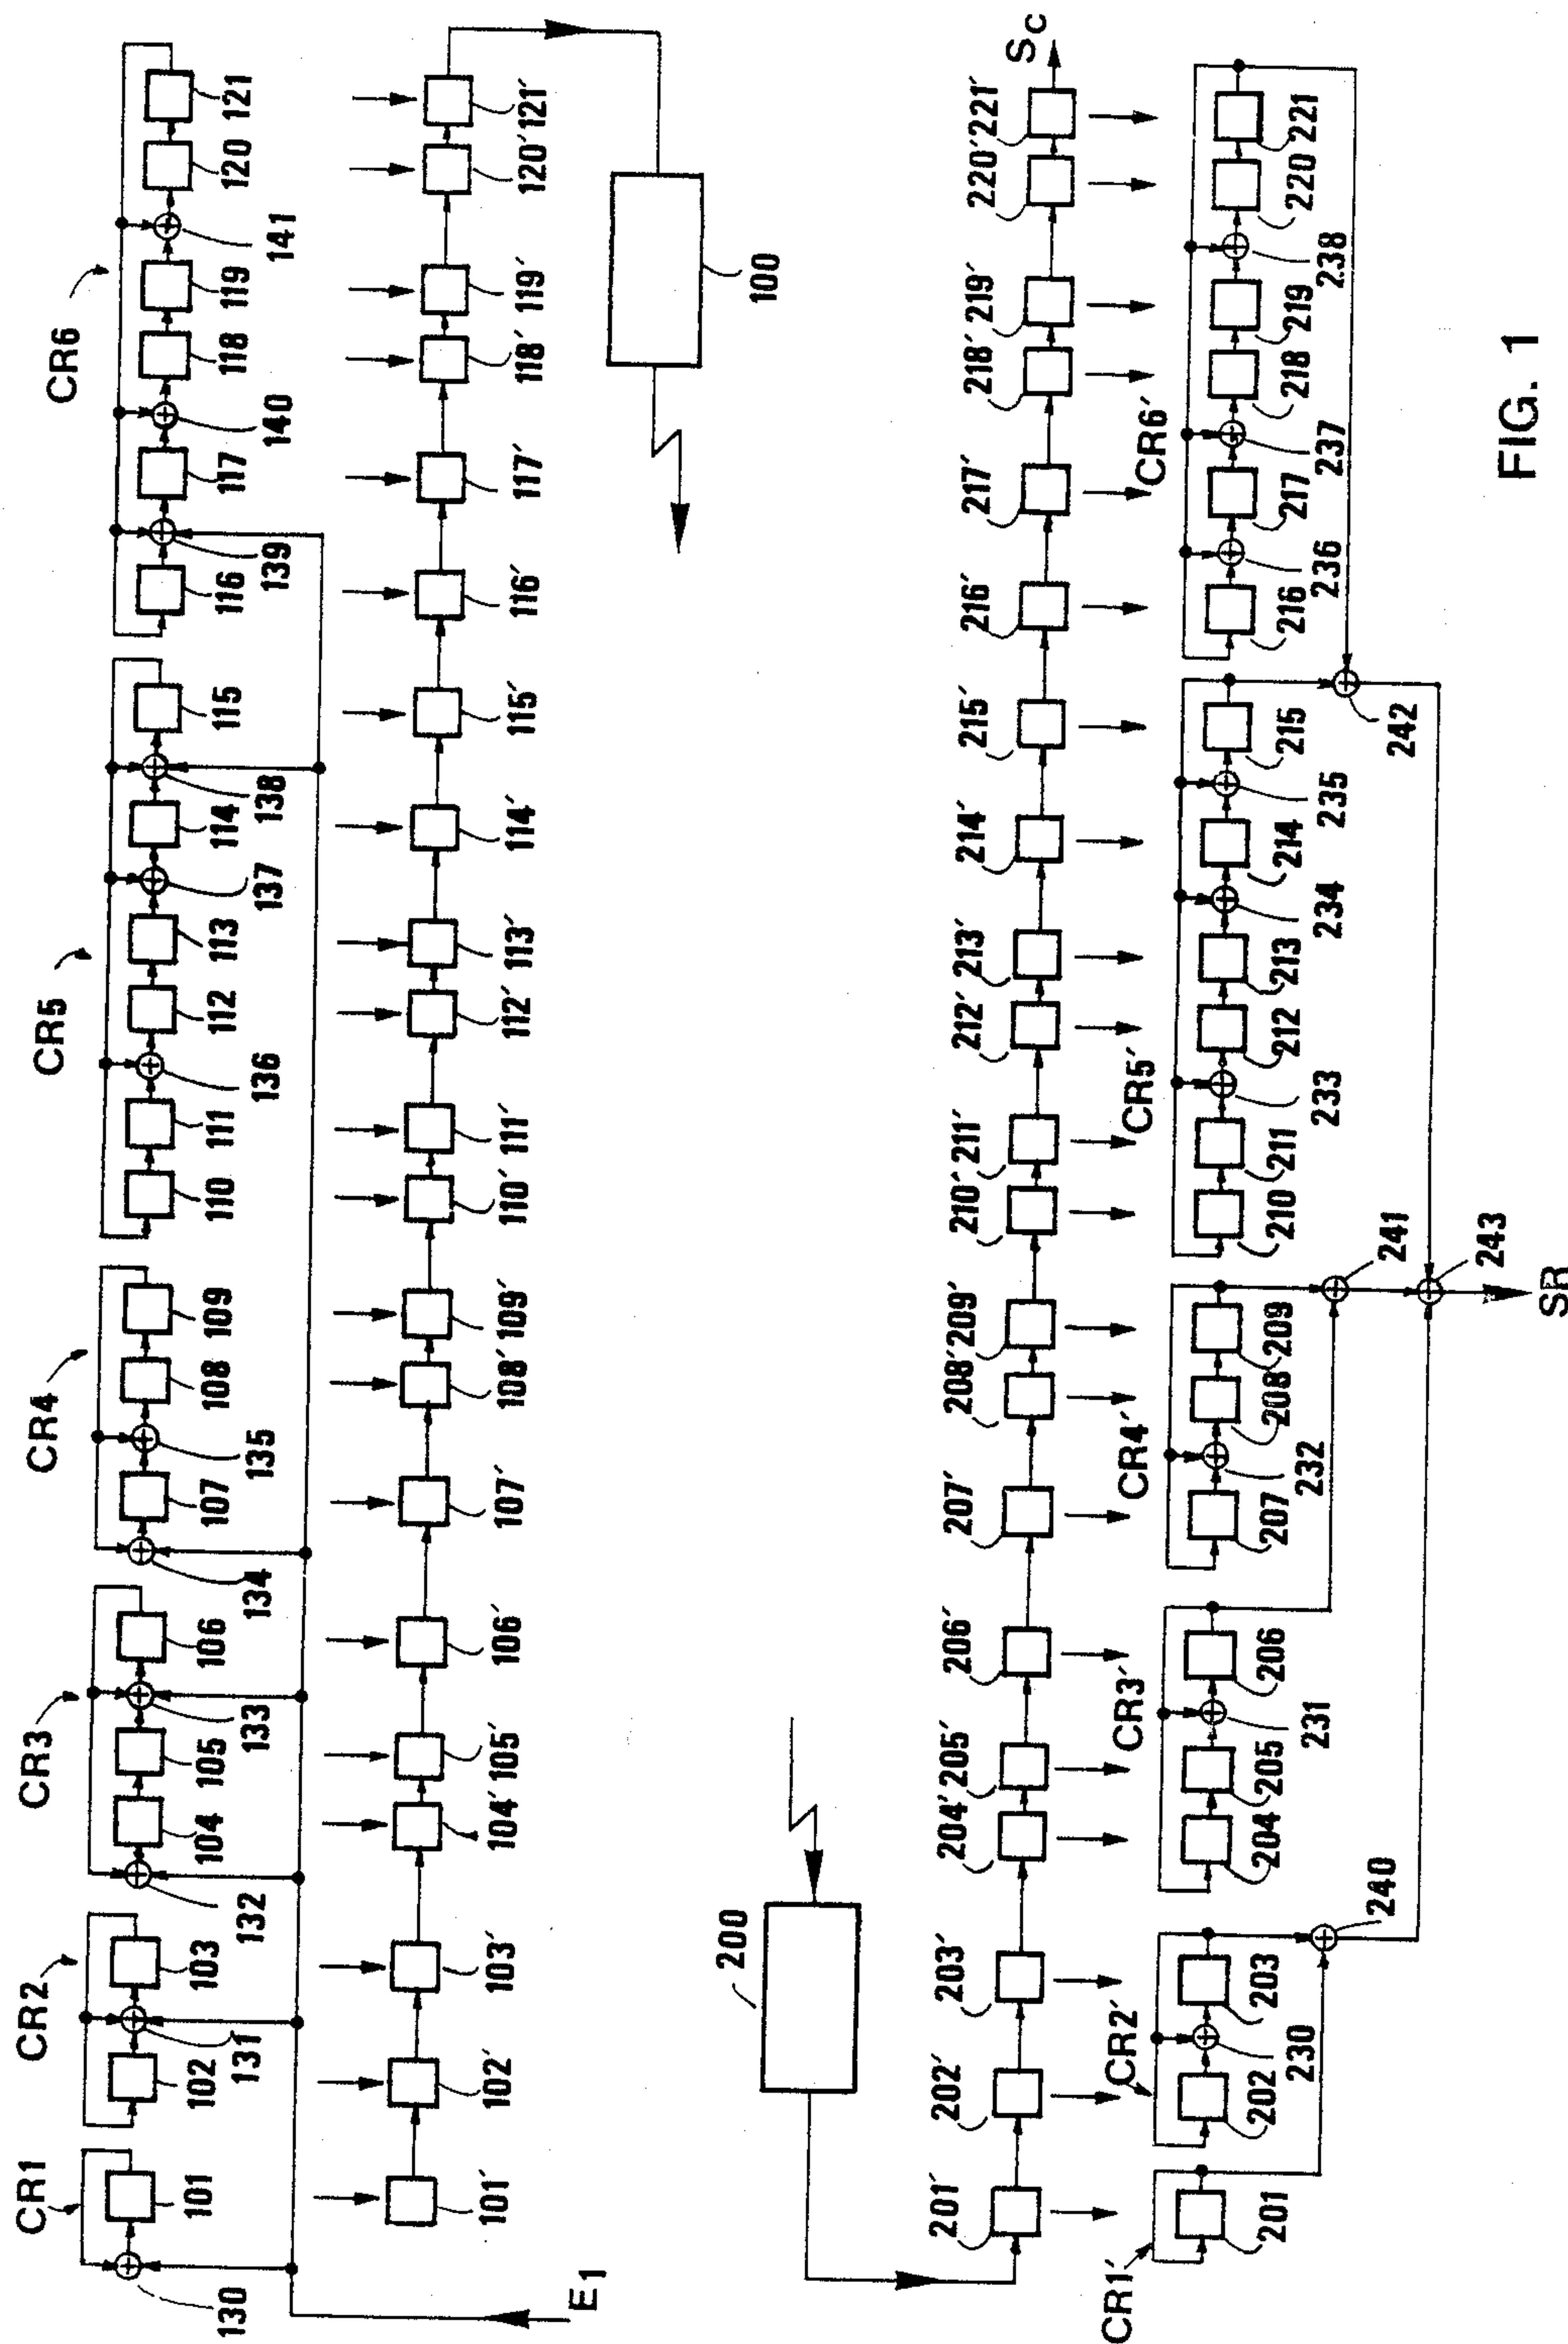 CR1 CR2 CR3 CR4 CR5 CR6
101 102 103 104 105 106 107 108 109 110 111 112 113 114 115 116 117 118 119 120 121
130 131 132 133 134 135 136 137 138 139 140 141
101′ 102′ 103′ 104′ 105′ 106′ 107′ 108′ 109′ 110′ 111′ 112′ 113′ 114′ 115′ 116′ 117′ 118′ 119′ 120′ 121′
E1
100
200
201′ 202′ 203′ 204′ 205′ 206′ 207′ 208′ 209′ 210′ 211′ 212′ 213′ 214′ 215′ 216′ 217′ 218′ 219′ 220′ 221′
Sc
CR1′ CR2′ CR3′ CR4′ CR5′ CR6′
201 202 203 204 205 206 207 208 209 210 211 212 213 214 215 216 217 218 219 220 221
230 231 232 233 234 235 236 237 238
240 241 242
243
SR
FIG. 1